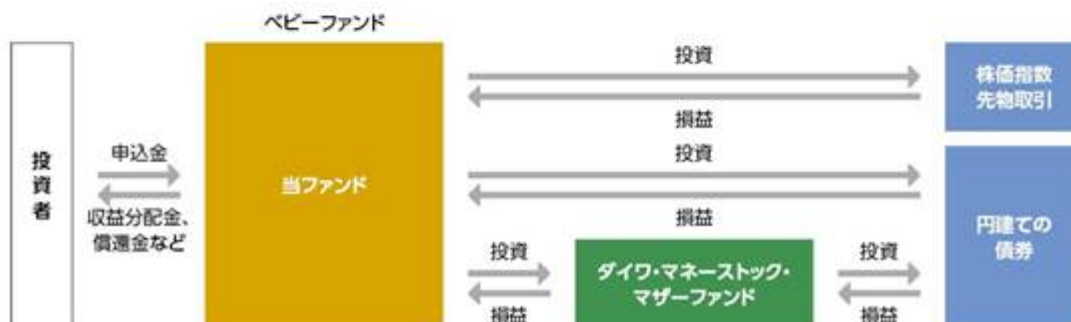 ベビーファンド
投資者
申込金
収益分配金、
償還金など
当ファンド
投資
損益
株価指数
先物取引
投資
損益
円建ての
債券
投資
損益
ダイワ・マネーストック・
マザーファンド
投資
損益